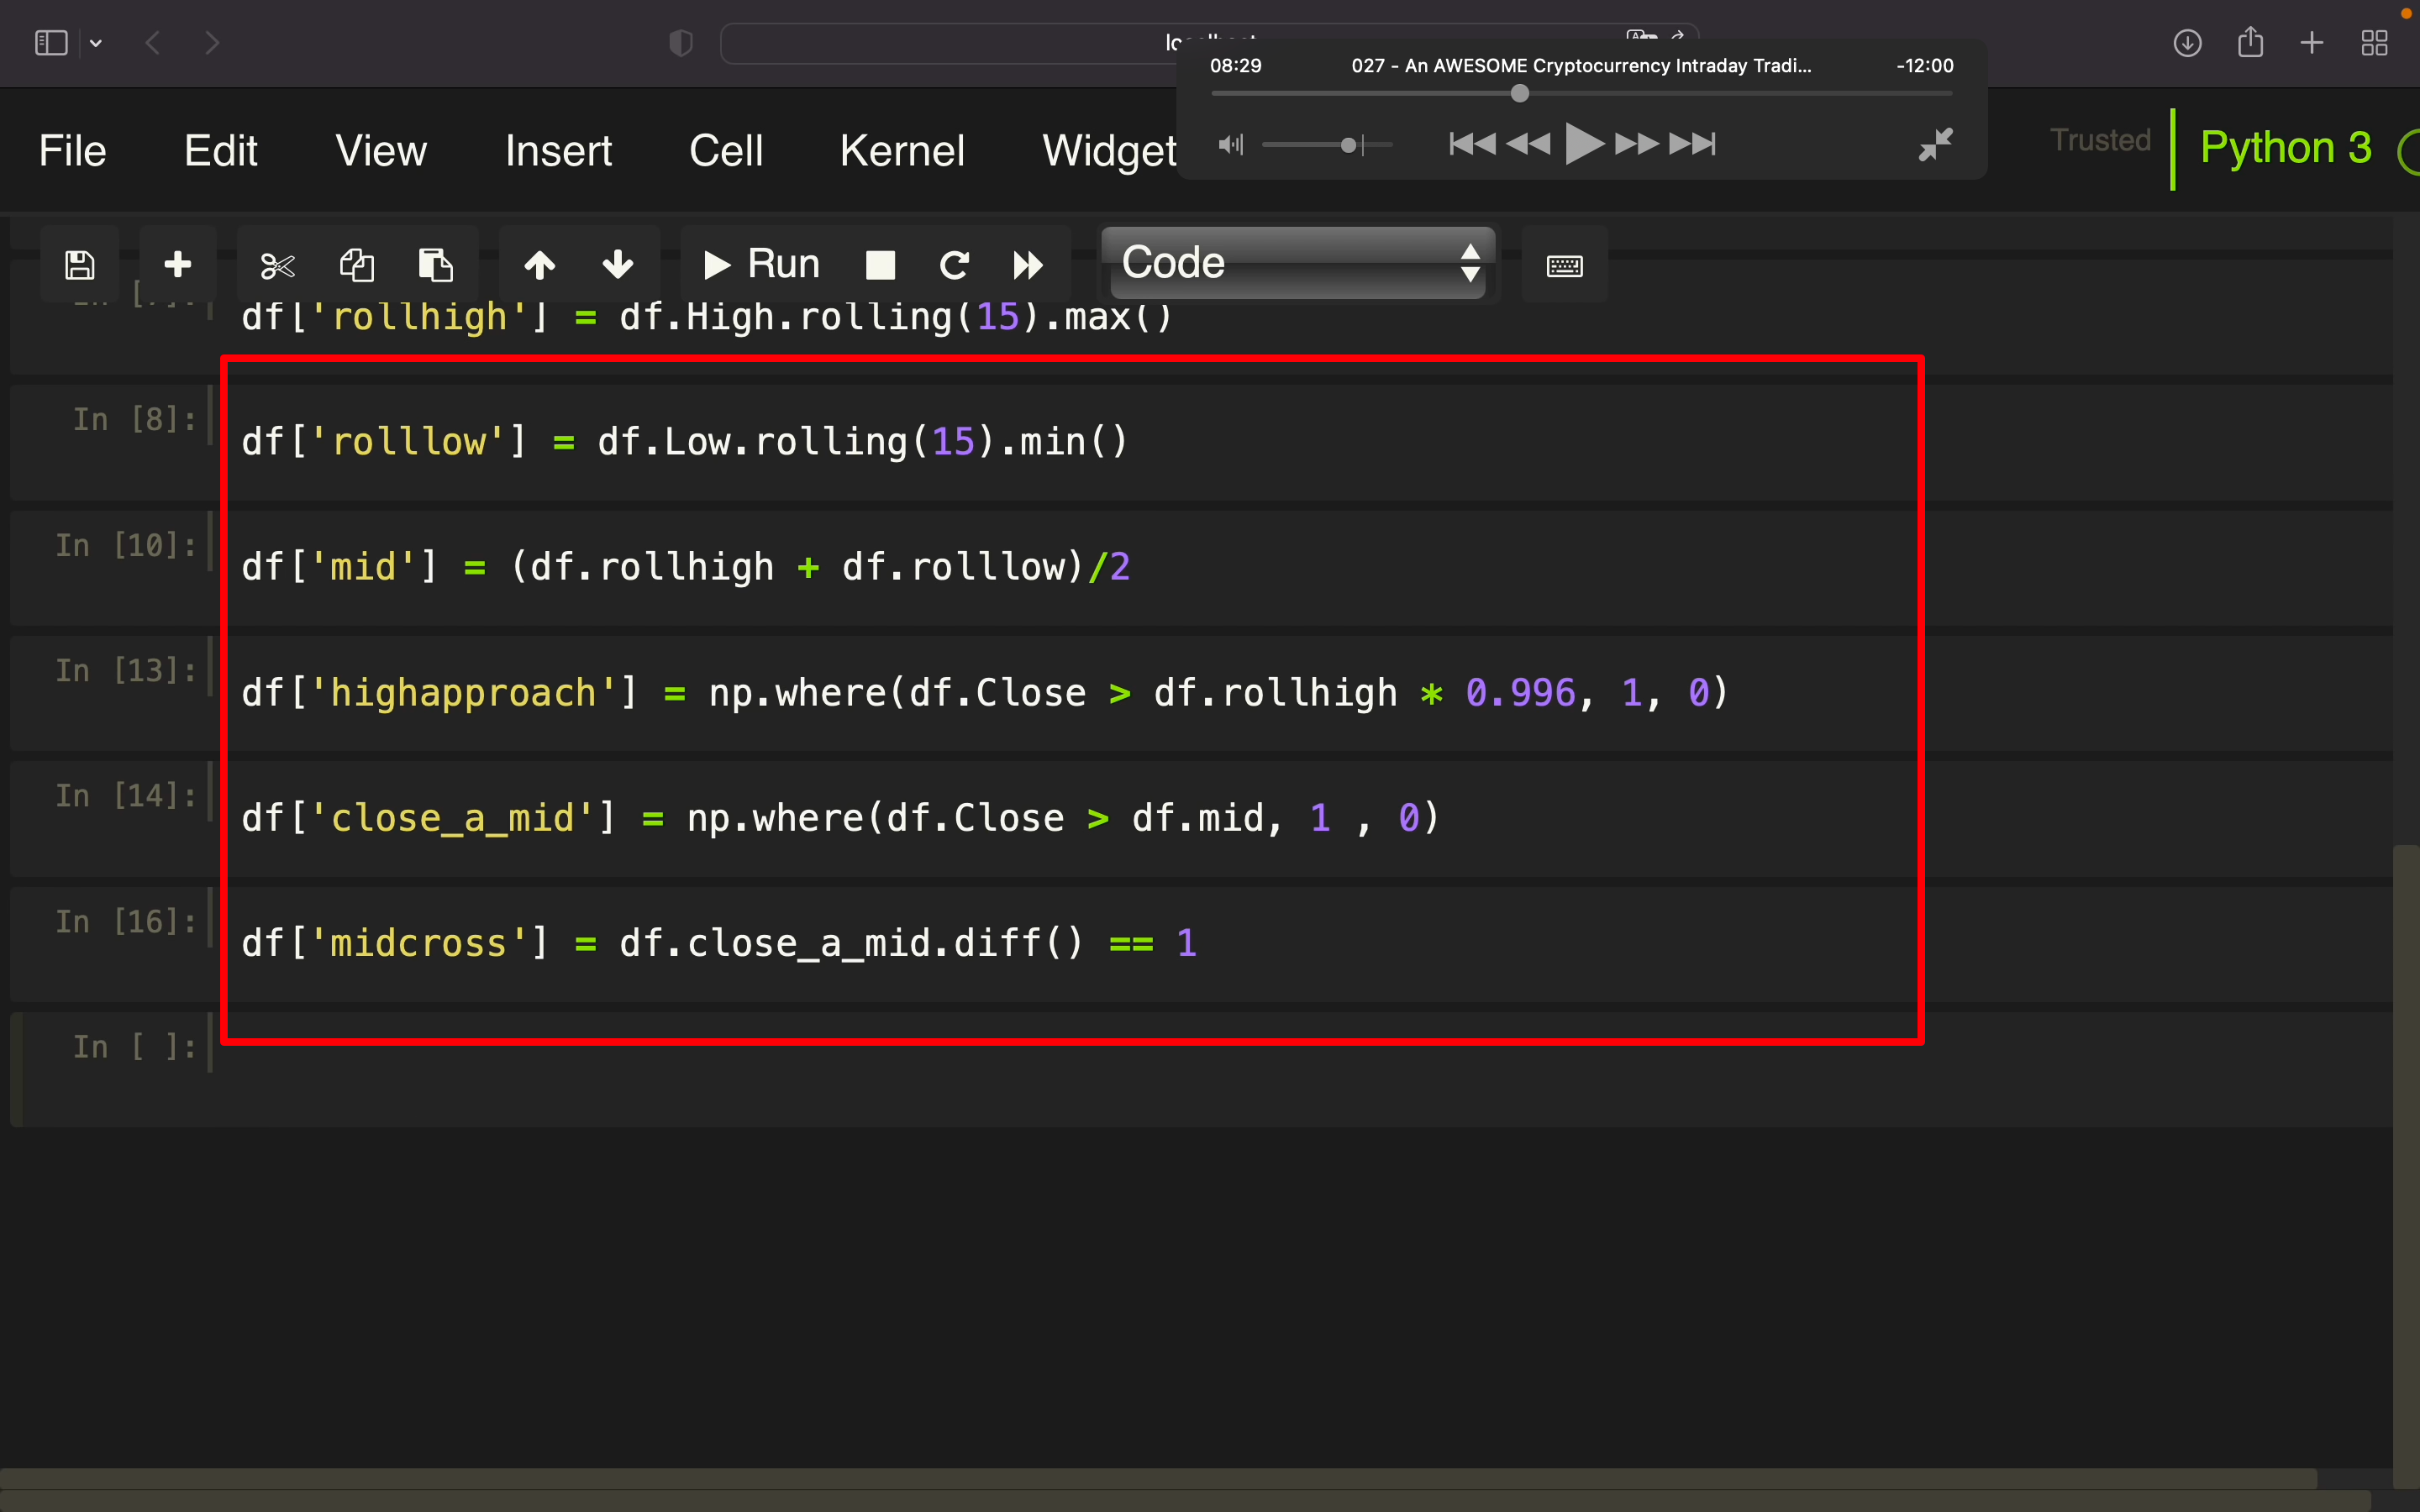 08:29 027 - An AWESOME Cryptocurrency Intraday Tradi... -12:00
File Edit View Insert Cell Kernel Widget Trusted Python 3
Run Code
df['rollhigh'] = df.High.rolling(15).max()
In [8]: df['rolllow'] = df.Low.rolling(15).min()
In [10]: df['mid'] = (df.rollhigh + df.rolllow)/2
In [13]: df['highapproach'] = np.where(df.Close > df.rollhigh * 0.996, 1, 0)
In [14]: df['close_a_mid'] = np.where(df.Close > df.mid, 1 , 0)
In [16]: df['midcross'] = df.close_a_mid.diff() == 1
In [ ]: